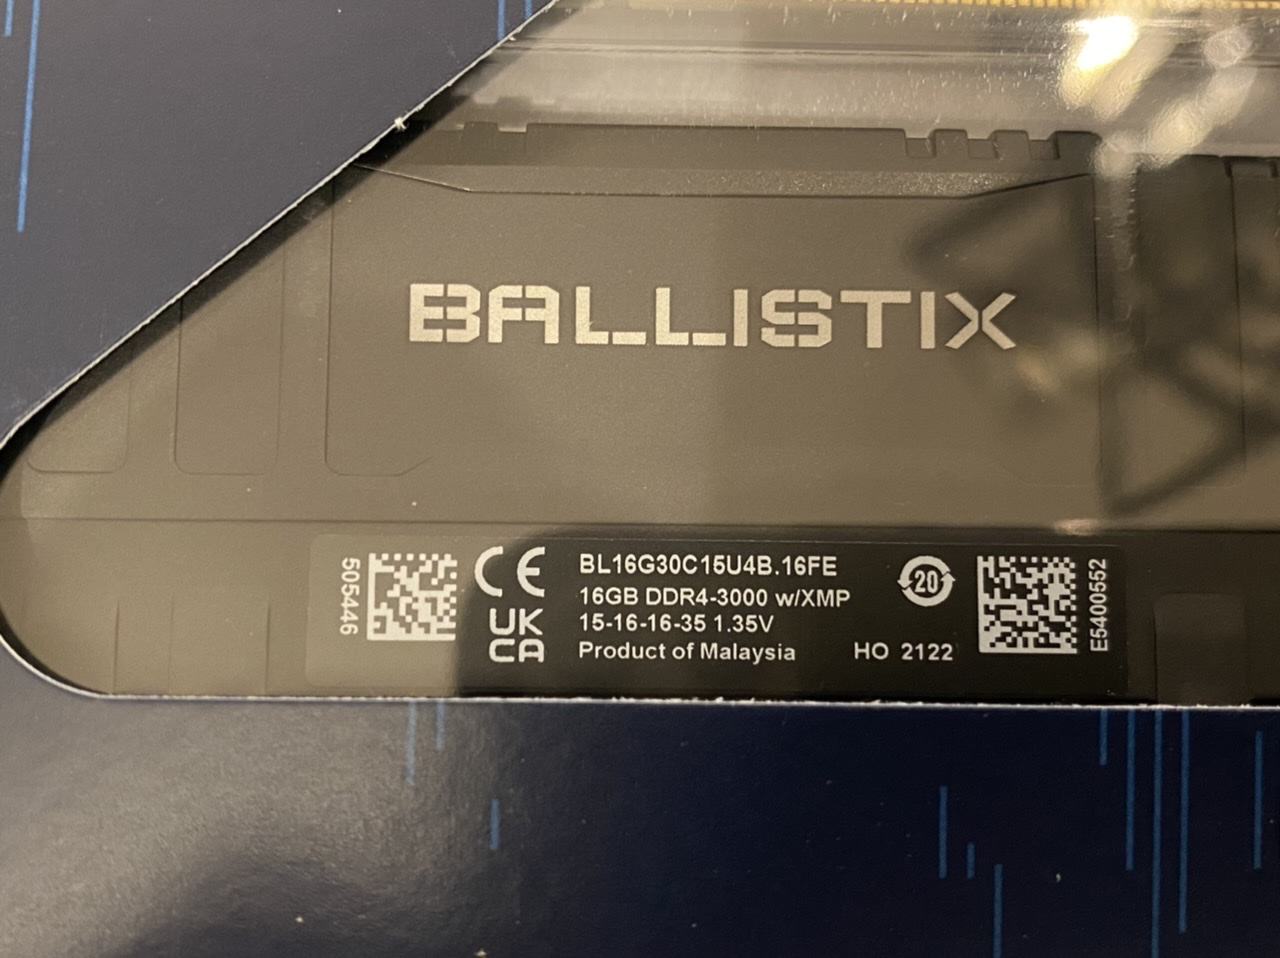 BALLISTIX
505446
CE
UK
CA
BL16G30C15U4B.16FE
16GB DDR4-3000 w/XMP
15-16-16-35 1.35V
Product of Malaysia
HO 2122
20
E5400552